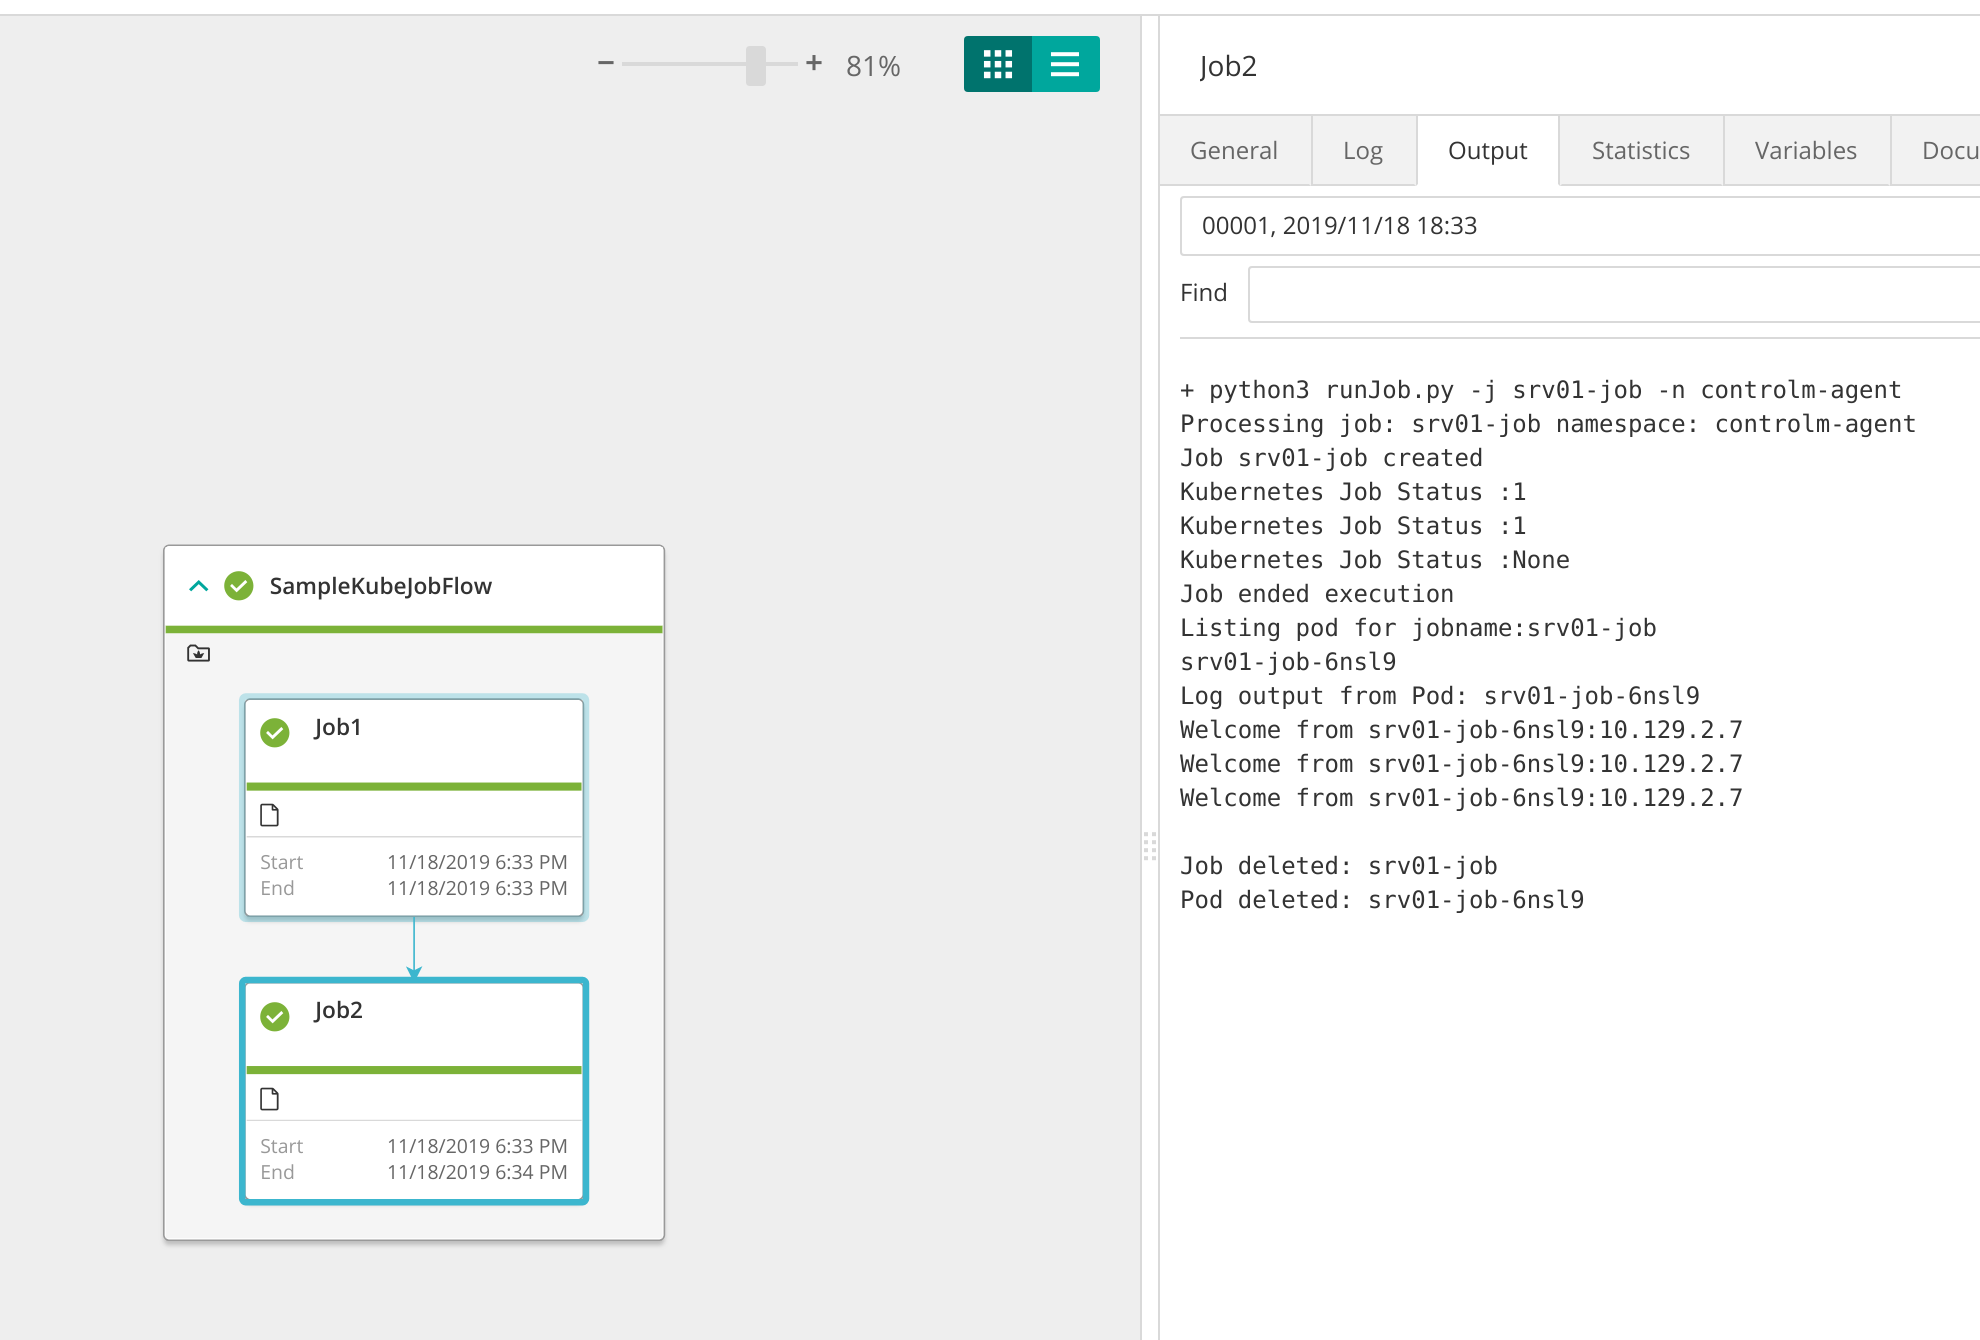 − + 81%
SampleKubeJobFlow
Job1
Start 11/18/2019 6:33 PM
End 11/18/2019 6:33 PM
Job2
Start 11/18/2019 6:33 PM
End 11/18/2019 6:34 PM
Job2
General Log Output Statistics Variables Docu
00001, 2019/11/18 18:33
Find
+ python3 runJob.py -j srv01-job -n controlm-agent
Processing job: srv01-job namespace: controlm-agent
Job srv01-job created
Kubernetes Job Status :1
Kubernetes Job Status :1
Kubernetes Job Status :None
Job ended execution
Listing pod for jobname:srv01-job
srv01-job-6nsl9
Log output from Pod: srv01-job-6nsl9
Welcome from srv01-job-6nsl9:10.129.2.7
Welcome from srv01-job-6nsl9:10.129.2.7
Welcome from srv01-job-6nsl9:10.129.2.7
Job deleted: srv01-job
Pod deleted: srv01-job-6nsl9